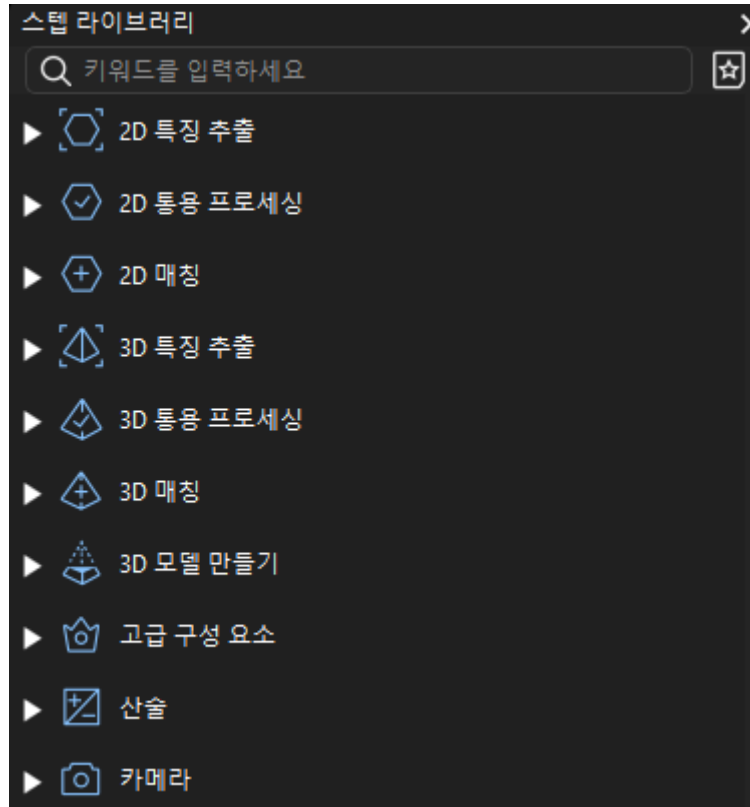 스텝 라이브러리
키워드를 입력하세요
2D 특징 추출
2D 통용 프로세싱
2D 매칭
3D 특징 추출
3D 통용 프로세싱
3D 매칭
3D 모델 만들기
고급 구성 요소
산술
카메라